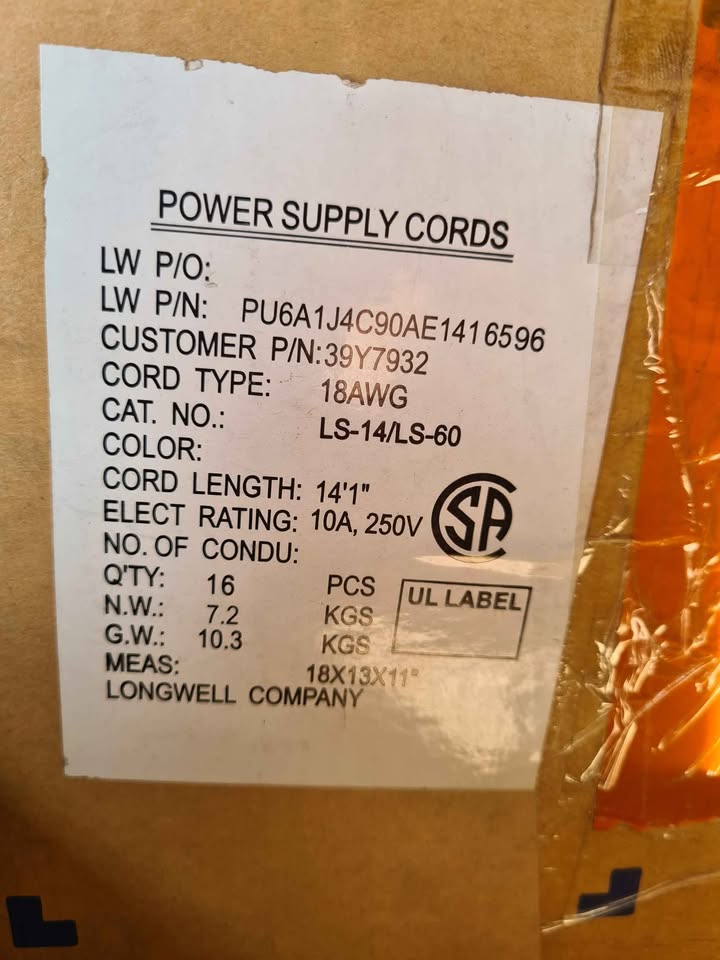 POWER SUPPLY CORDS
LW P/O:
LW P/N: PU6A1J4C90AE1416596
CUSTOMER P/N:39Y7932
CORD TYPE: 18AWG
CAT. NO.: LS-14/LS-60
COLOR:
CORD LENGTH: 14'1"
ELECT RATING: 10A, 250V
SA
NO. OF CONDU:
Q'TY: 16 PCS
UL LABEL
N.W.: 7.2 KGS
G.W.: 10.3 KGS
MEAS: 18X13X11"
LONGWELL COMPANY